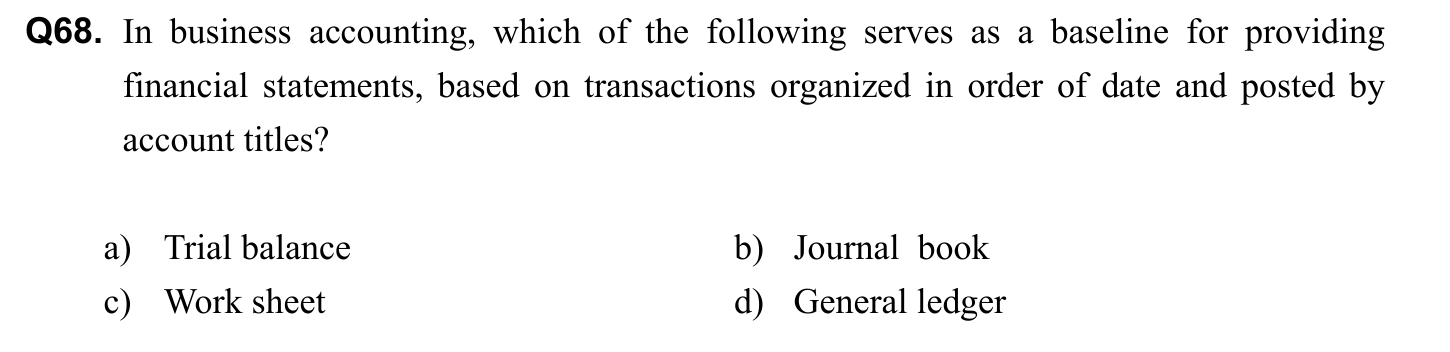 Q68. In business accounting, which of the following serves as a baseline for providing
financial statements, based on transactions organized in order of date and posted by
account titles?
a) Trial balance b) Journal book
c) Work sheet d) General ledger